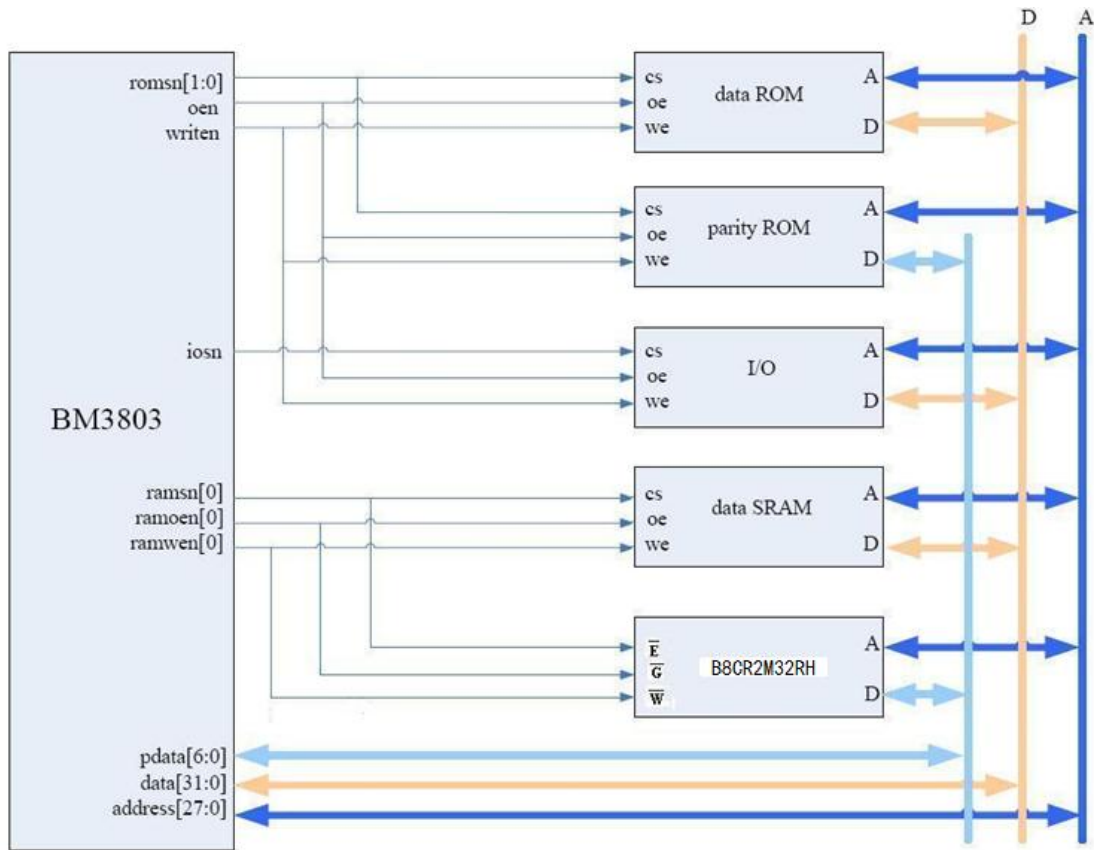 D A
romsn[1:0]
oen
writen
cs A
oe data ROM
we D
cs A
oe parity ROM
we D
iosn
cs A
oe I/O
we D
BM3803
ramsn[0]
ramoen[0]
ramwen[0]
cs A
oe data SRAM
we D
E̅ A
G̅ B8CR2M32RH
W̅ D
pdata[6:0]
data[31:0]
address[27:0]